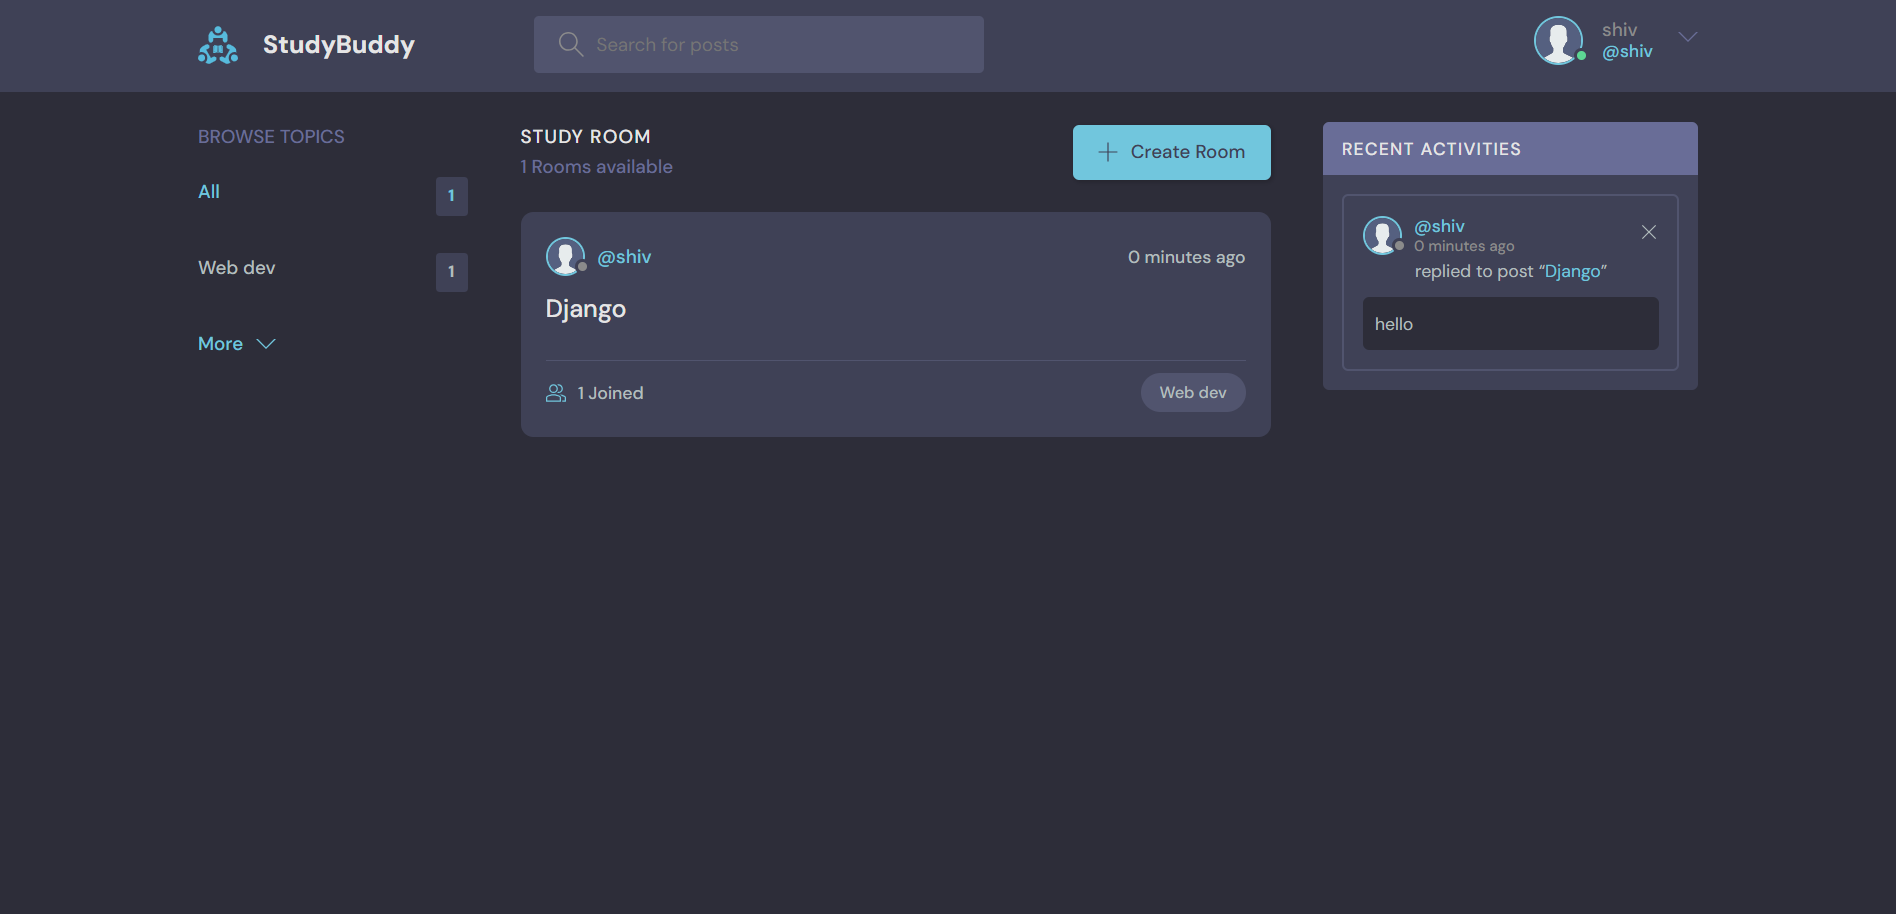 StudyBuddy
Search for posts
shiv
@shiv
BROWSE TOPICS
All
1
Web dev
1
More
STUDY ROOM
1 Rooms available
Create Room
@shiv
0 minutes ago
Django
1 Joined
Web dev
RECENT ACTIVITIES
@shiv
0 minutes ago
replied to post “Django”
hello